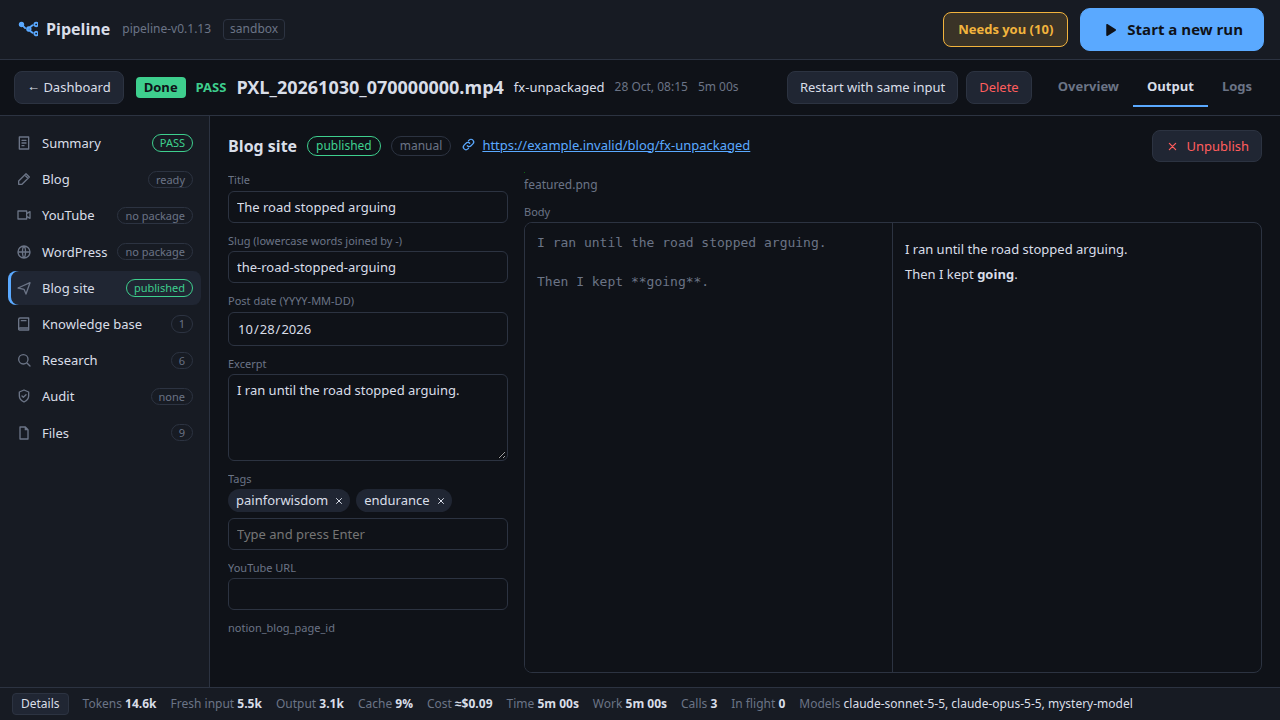 Pipeline pipeline-v0.1.13 sandbox Needs you (10) Start a new run
← Dashboard Done PASS PXL_20261030_070000000.mp4 fx-unpackaged 28 Oct, 08:15 5m 00s Restart with same input Delete Overview Output Logs
Summary PASS
Blog ready
YouTube no package
WordPress no package
Blog site published
Knowledge base 1
Research 6
Audit none
Files 9
Blog site published manual https://example.invalid/blog/fx-unpackaged × Unpublish
Title
The road stopped arguing
Slug (lowercase words joined by -)
the-road-stopped-arguing
Post date (YYYY-MM-DD)
10/28/2026
Excerpt
I ran until the road stopped arguing.
Tags
painforwisdom × endurance ×
Type and press Enter
YouTube URL
notion_blog_page_id
featured.png
Body
I ran until the road stopped arguing.
Then I kept **going**.
I ran until the road stopped arguing.
Then I kept going.
Details Tokens 14.6k Fresh input 5.5k Output 3.1k Cache 9% Cost ≈$0.09 Time 5m 00s Work 5m 00s Calls 3 In flight 0 Models claude-sonnet-5-5, claude-opus-5-5, mystery-model